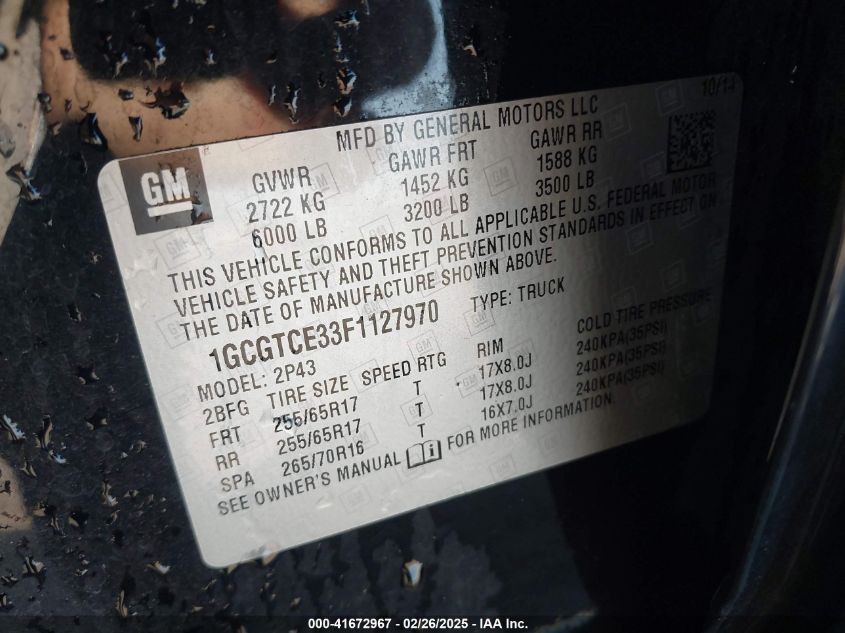 10/14
MFD BY GENERAL MOTORS LLC
GM
GVWR GAWR FRT GAWR RR
2722 KG 1452 KG 1588 KG
6000 LB 3200 LB 3500 LB
THIS VEHICLE CONFORMS TO ALL APPLICABLE U.S. FEDERAL MOTOR
VEHICLE SAFETY AND THEFT PREVENTION STANDARDS IN EFFECT ON
THE DATE OF MANUFACTURE SHOWN ABOVE.
1GCGTCE33F1127970 TYPE: TRUCK
MODEL: 2P43
2BFG TIRE SIZE SPEED RTG RIM COLD TIRE PRESSURE
FRT 255/65R17 T 17X8.0J 240KPA(35PSI)
RR 255/65R17 T 17X8.0J 240KPA(35PSI)
SPA 265/70R16 T 16X7.0J 240KPA(35PSI)
SEE OWNER'S MANUAL FOR MORE INFORMATION.
000-41672967 - 02/26/2025 - IAA Inc.